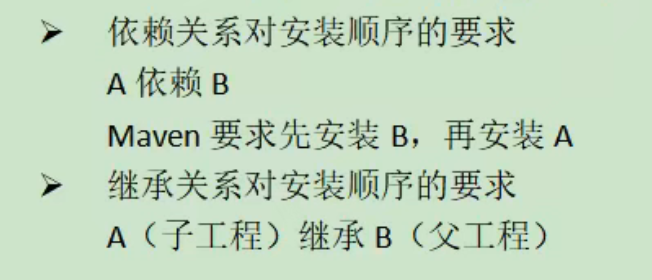 ➤ 依赖关系对安装顺序的要求
A 依赖 B
Maven 要求先安装 B，再安装 A
➤ 继承关系对安装顺序的要求
A（子工程）继承 B（父工程）